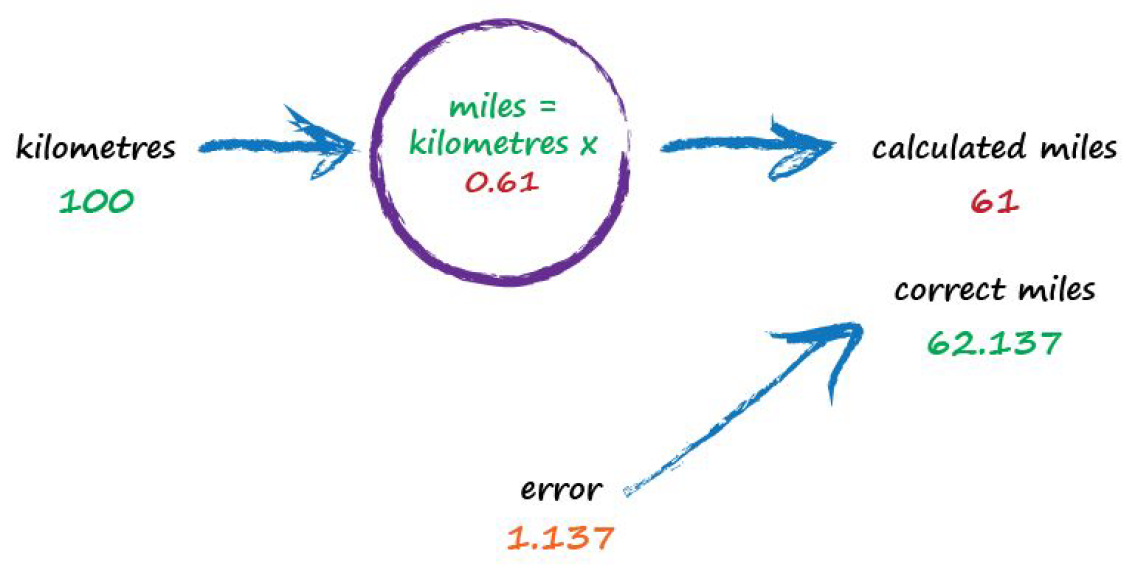 kilometres
100
miles =
kilometres x
0.61
calculated miles
61
correct miles
62.137
error
1.137